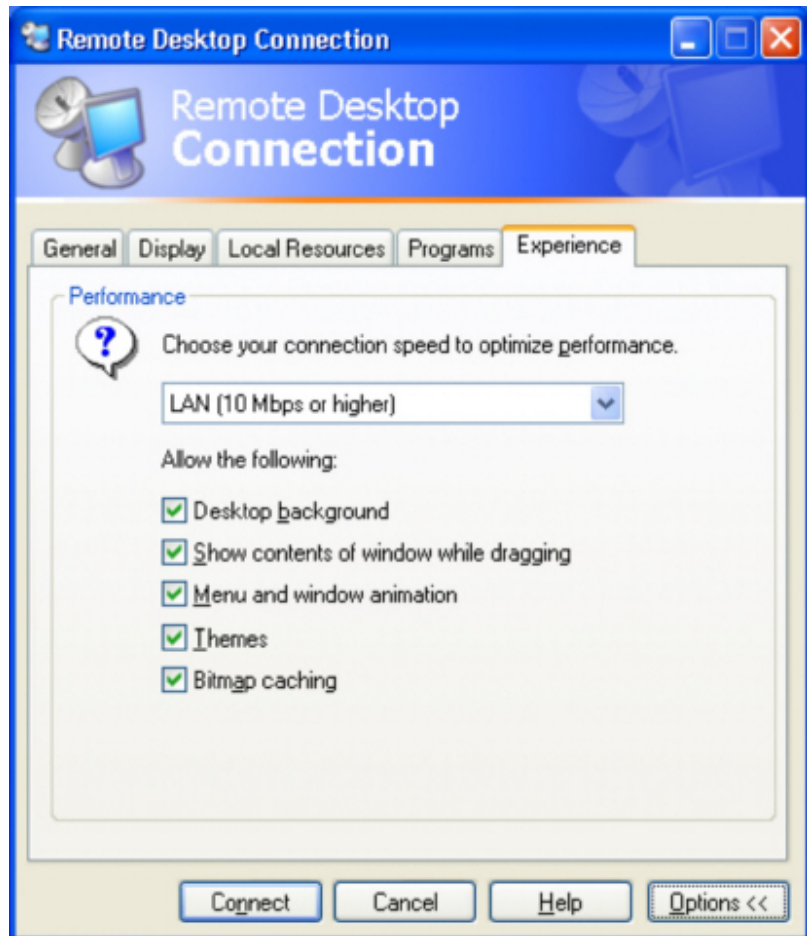 Remote Desktop Connection
Remote Desktop
Connection
General Display Local Resources Programs Experience
Performance
?
Choose your connection speed to optimize performance.
LAN (10 Mbps or higher)
Allow the following:
Desktop background
Show contents of window while dragging
Menu and window animation
Themes
Bitmap caching
Connect Cancel Help Options <<